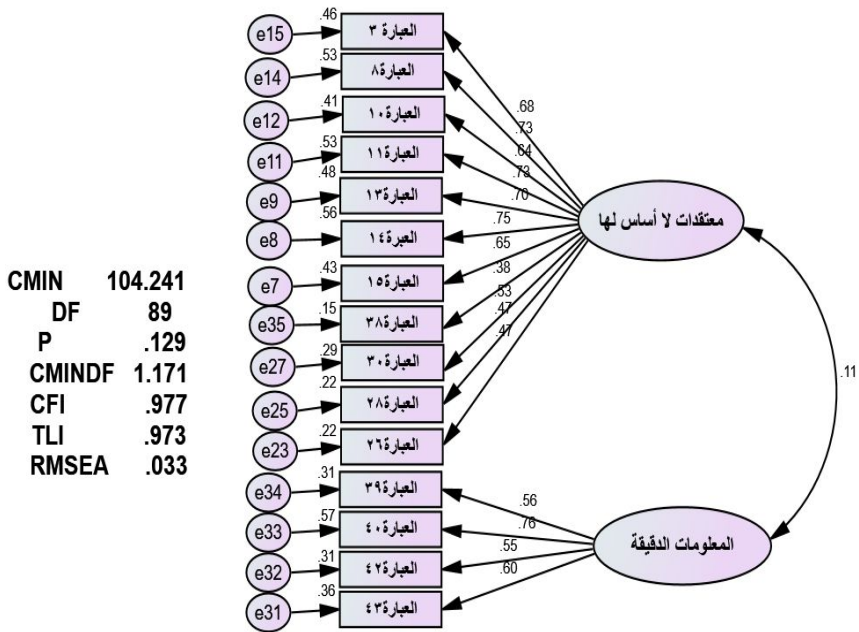 .46
e15
العبارة ٣
.53
e14
العبارة٨
.41
e12
العبارة١٠
.53
e11
العبارة١١
.48
e9
العبارة١٣
.56
e8
العبرة١٤
.43
e7
العبارة١٥
.15
e35
العبارة٣٨
.29
e27
العبارة٣٠
.22
e25
العبارة٢٨
.22
e23
العبارة٢٦
.31
e34
العبارة٣٩
.57
e33
العبارة٤٠
.31
e32
العبارة٤٢
.36
e31
العبارة٤٣
.68
.73
.64
.73
.70
.75
.65
.38
.53
.47
.47
معتقدات لا أساس لها
.11
.56
.76
.55
.60
المعلومات الدقيقة
CMIN 104.241
DF 89
P .129
CMINDF 1.171
CFI .977
TLI .973
RMSEA .033